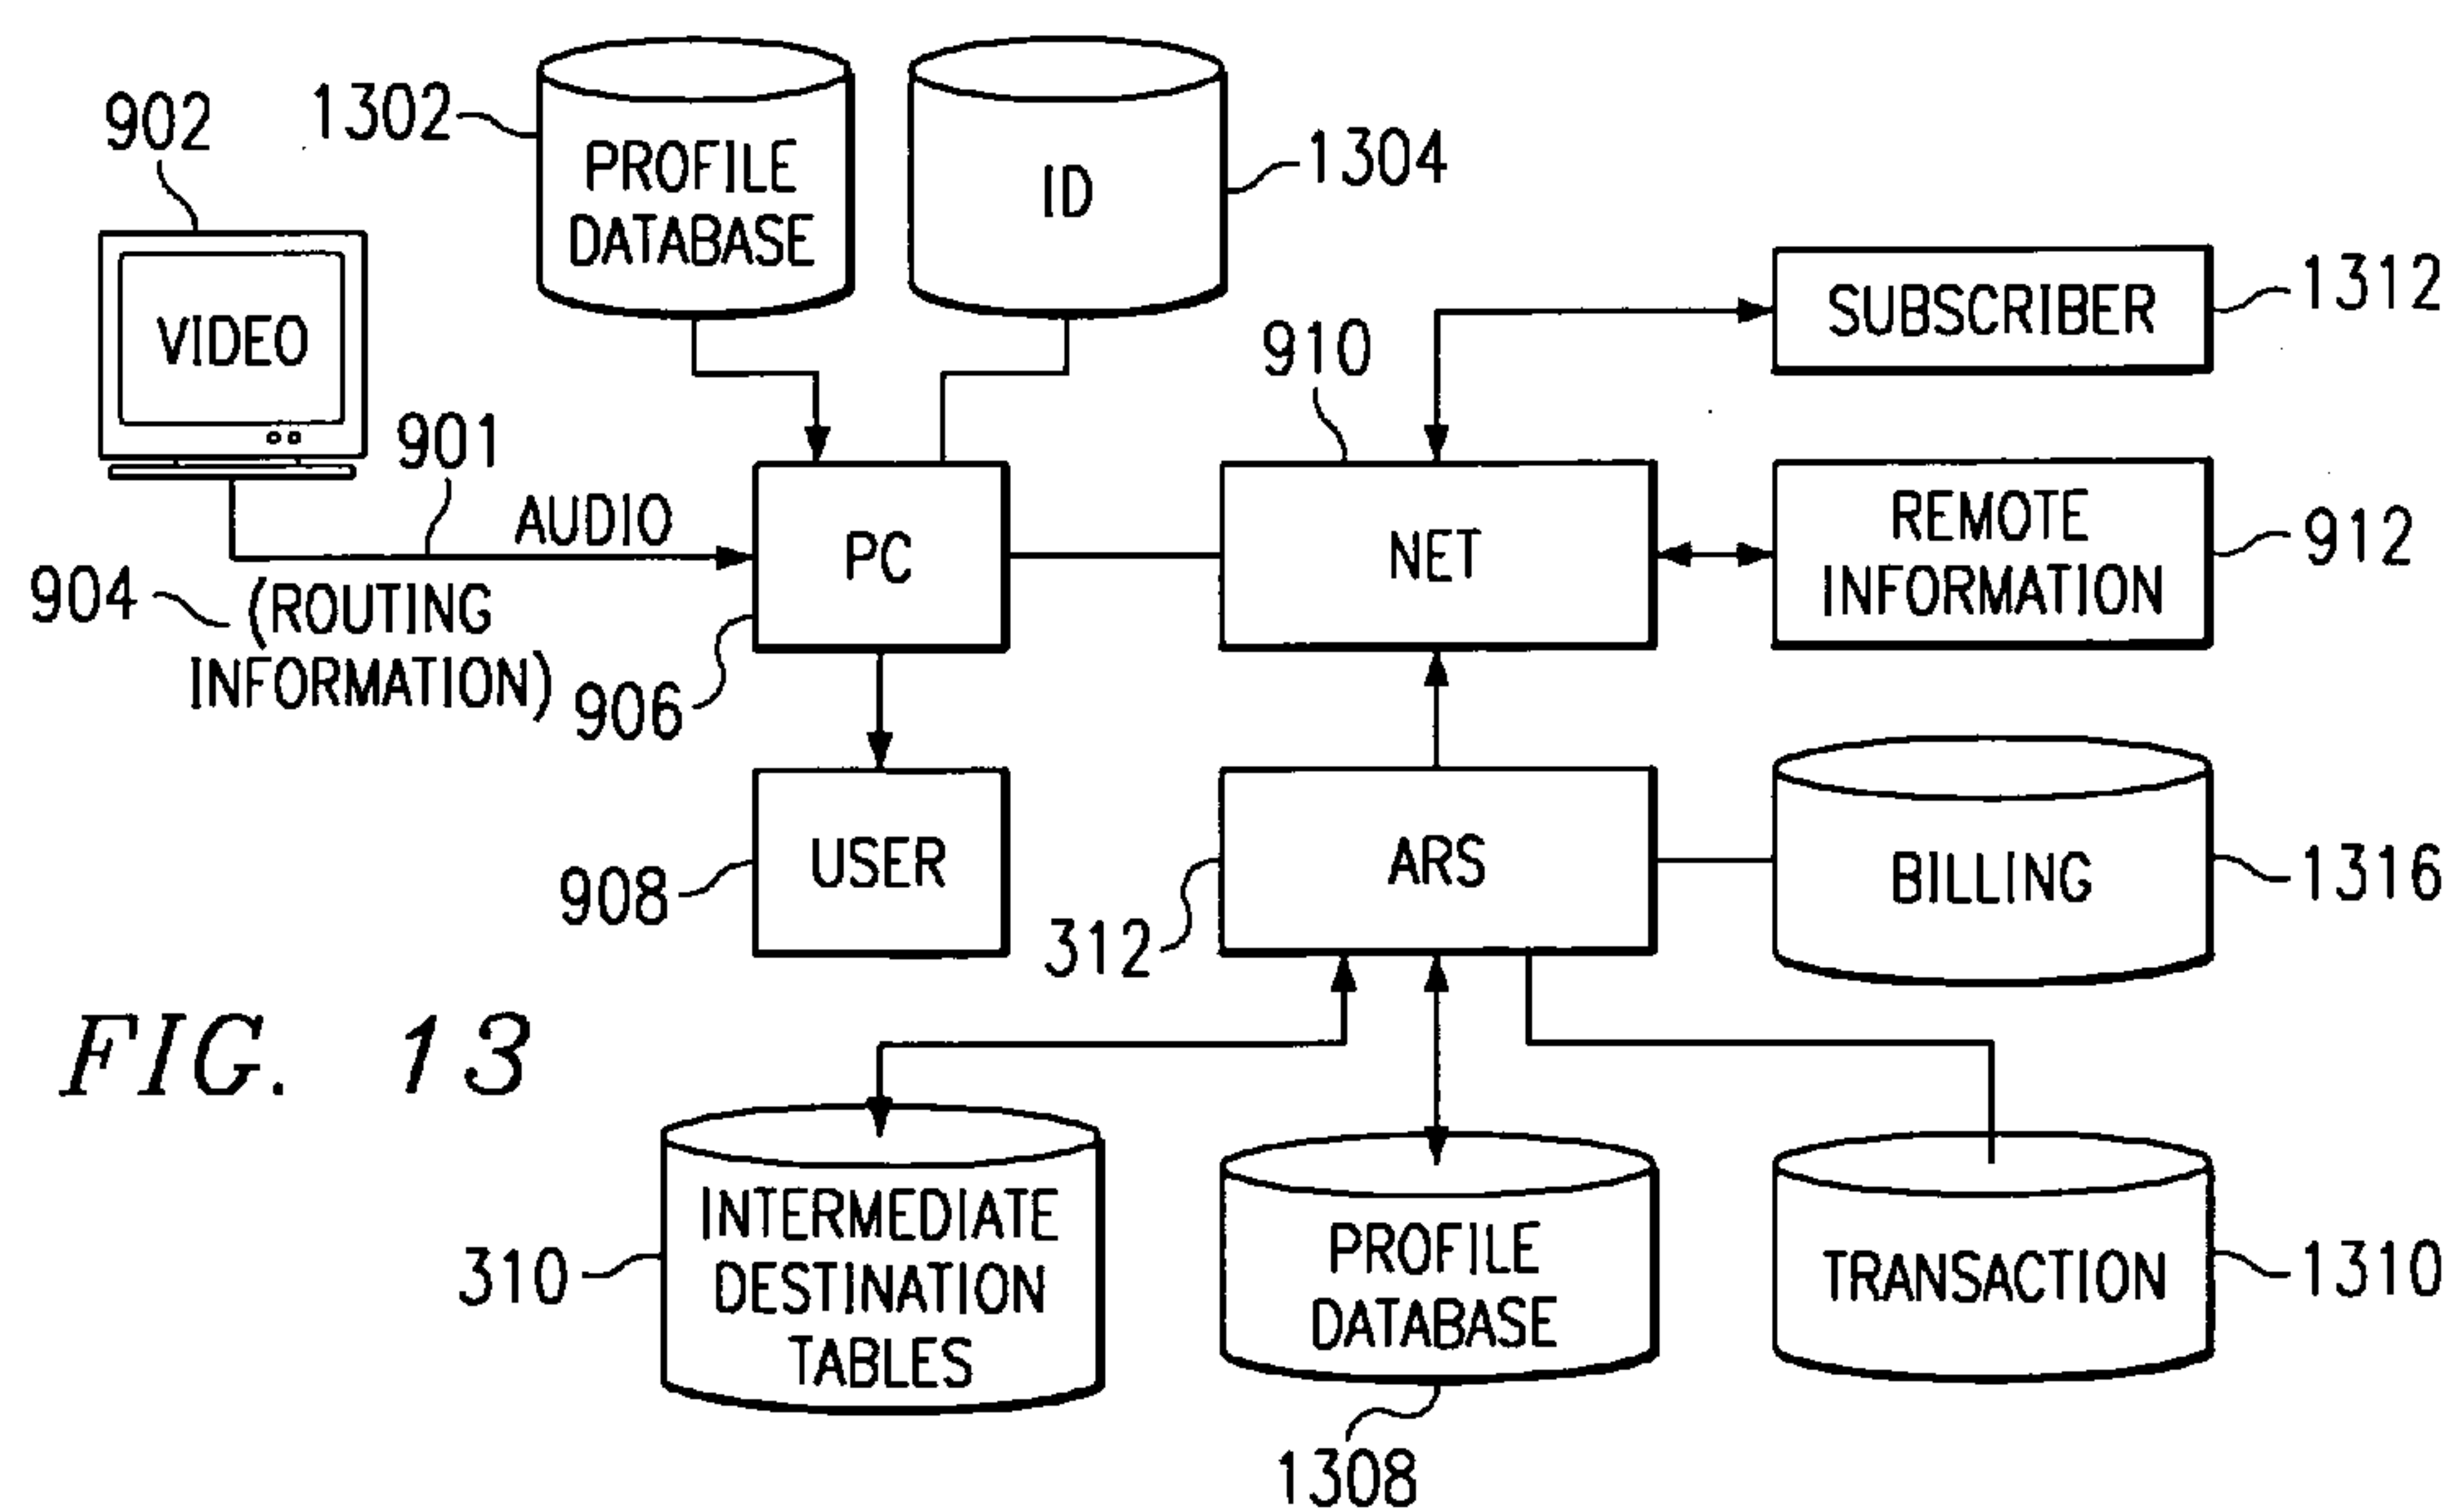 902
1302
PROFILE
DATABASE
ID
1304
VIDEO
SUBSCRIBER
1312
910
901
AUDIO
904
(ROUTING
INFORMATION)
906
PC
NET
REMOTE
INFORMATION
912
USER
908
ARS
312
BILLING
1316
FIG. 13
310
INTERMEDIATE
DESTINATION
TABLES
PROFILE
DATABASE
1308
TRANSACTION
1310